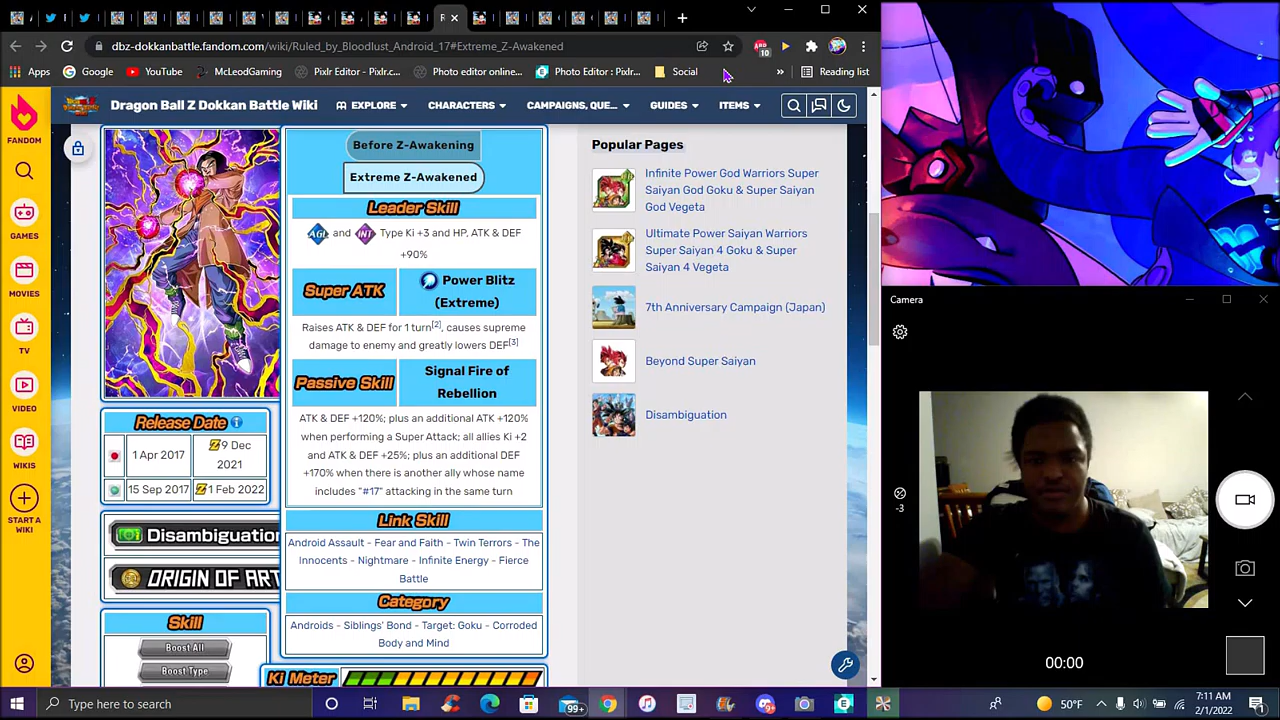 R
dbz-dokkanbattle.fandom.com/wiki/Ruled_by_Bloodlust_Android_17#Extreme_Z-Awakened
10
Apps
Google
YouTube
McLeodGaming
Pixlr Editor - Pixlr.c...
Photo editor online...
Photo Editor : Pixlr...
Social
»
Reading list
FANDOM
GAMES
MOVIES
TV
VIDEO
WIKIS
START A
WIKI
Dragon Ball Z Dokkan Battle Wiki
EXPLORE
CHARACTERS
CAMPAIGNS, QUE...
GUIDES
ITEMS
Before Z-Awakening
Extreme Z-Awakened
Leader Skill
AGL and INT Type Ki +3 and HP, ATK & DEF
+90%
Super ATK
Power Blitz
(Extreme)
Raises ATK & DEF for 1 turn[2], causes supreme
damage to enemy and greatly lowers DEF[3]
Passive Skill
Signal Fire of
Rebellion
ATK & DEF +120%; plus an additional ATK +120%
when performing a Super Attack; all allies Ki +2
and ATK & DEF +25%; plus an additional DEF
+170% when there is another ally whose name
includes "#17" attacking in the same turn
Link Skill
Android Assault - Fear and Faith - Twin Terrors - The
Innocents - Nightmare - Infinite Energy - Fierce
Battle
Category
Androids - Siblings' Bond - Target: Goku - Corroded
Body and Mind
Ki Meter
Release Date
1 Apr 2017
Z 9 Dec
2021
15 Sep 2017
Z 1 Feb 2022
Disambiguation
ORIGIN OF ART
Skill
Boost All
Boost Type
Popular Pages
Infinite Power God Warriors Super
Saiyan God Goku & Super Saiyan
God Vegeta
Ultimate Power Saiyan Warriors
Super Saiyan 4 Goku & Super
Saiyan 4 Vegeta
7th Anniversary Campaign (Japan)
Beyond Super Saiyan
Disambiguation
Camera
-3
00:00
Type here to search
99+
50°F
7:11 AM
2/1/2022
1